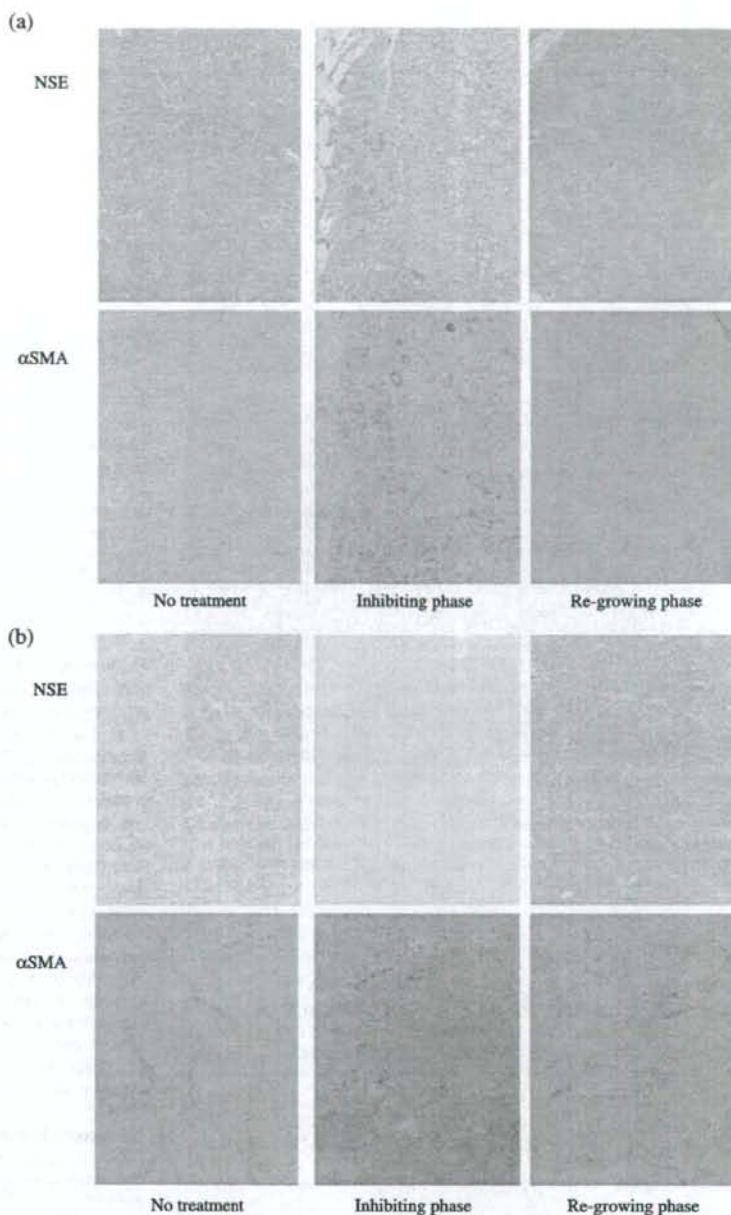 (a)
NSE
αSMA
No treatment Inhibiting phase Re-growing phase
(b)
NSE
αSMA
No treatment Inhibiting phase Re-growing phase